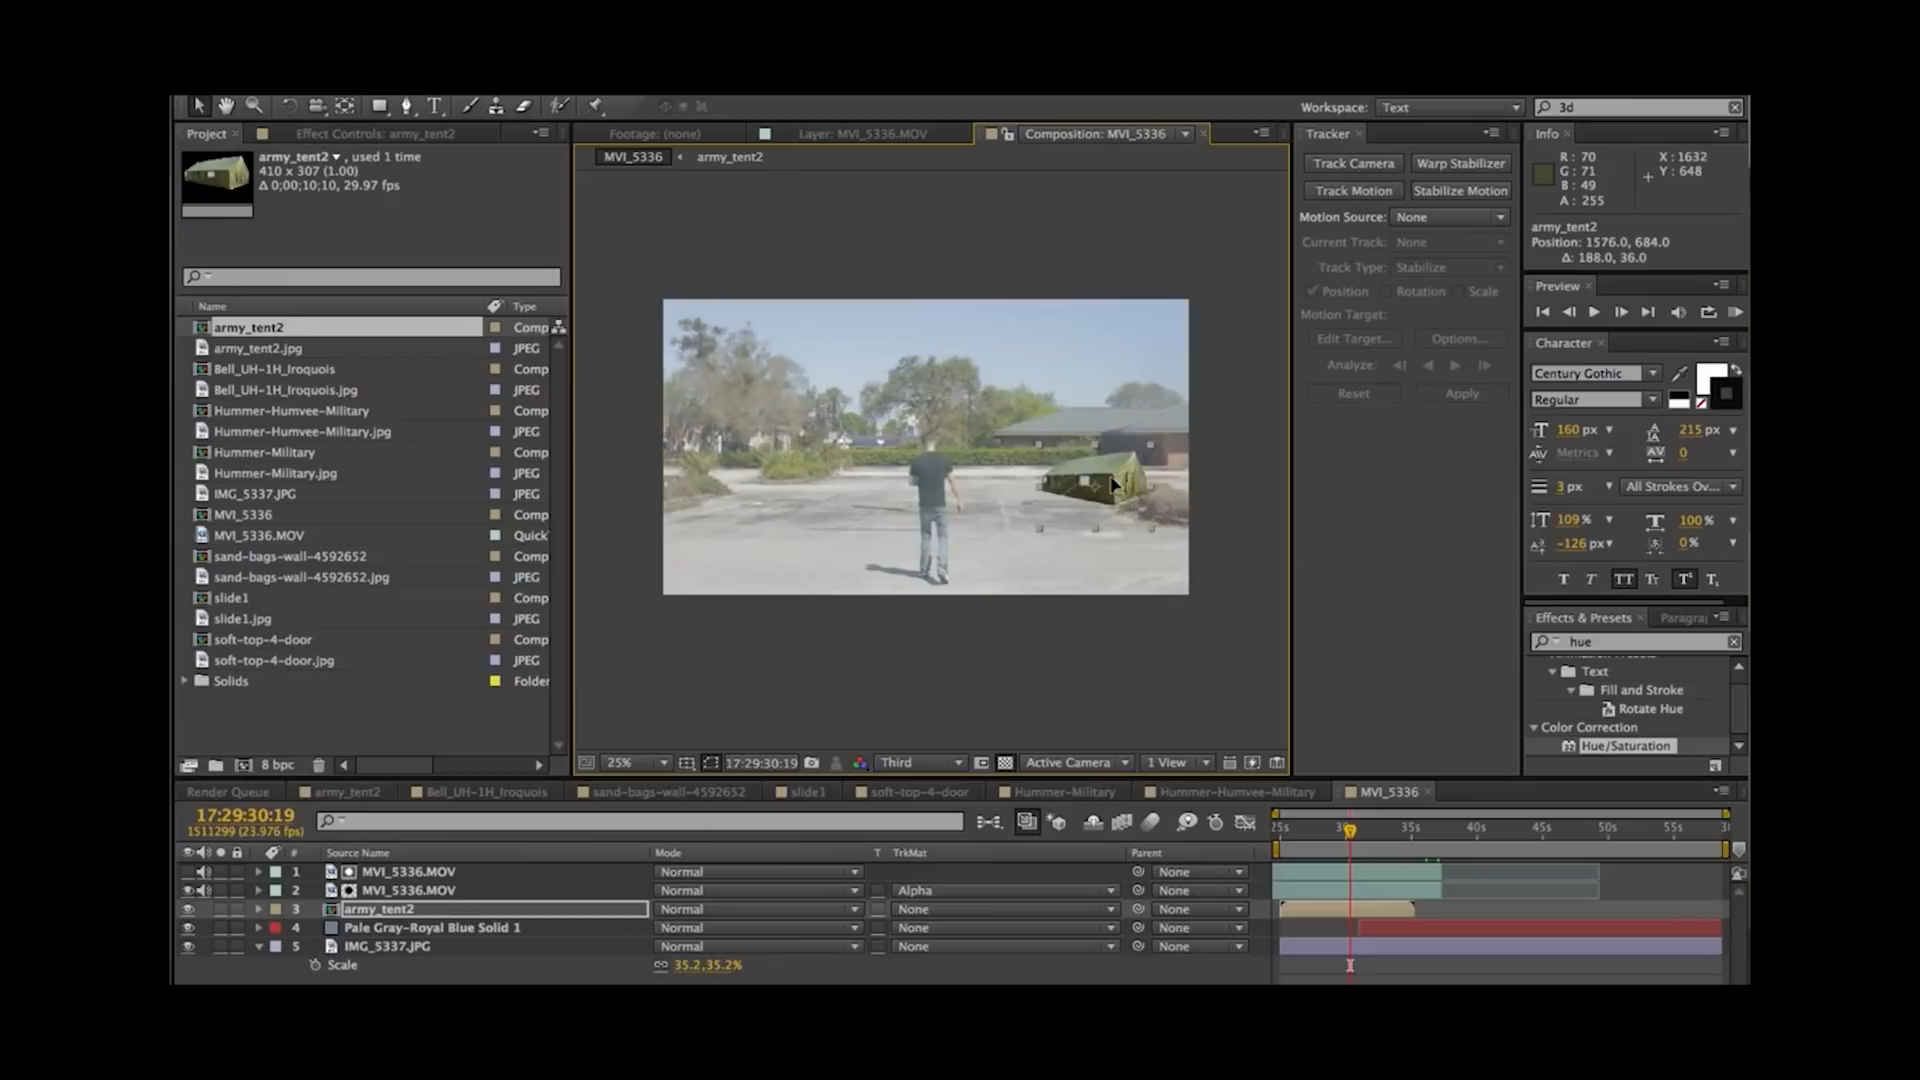 Workspace: Text
3d
Project
Effect Controls: army_tent2
Footage: (none)
Layer: MVI_5336.MOV
Composition: MVI_5336
Tracker
Info
army_tent2 , used 1 time
410 x 307 (1.00)
Δ 0;00;10;10, 29.97 fps
MVI_5336 army_tent2
Track Camera Warp Stabilizer
Track Motion Stabilize Motion
Motion Source: None
Current Track: None
Track Type: Stabilize
Position Rotation Scale
Motion Target:
Edit Target... Options...
Analyze:
Reset Apply
R: 70
G: 71
B: 49
A: 255
X: 1632
Y: 648
army_tent2
Position: 1576.0, 684.0
Δ: 188.0, 36.0
Preview
Character
Century Gothic
Regular
160 px 215 px
Metrics 0
3 px All Strokes Ov...
109% 100%
-126 px 0%
T T TT Tr T¹ T,
Effects & Presets Paragraj
hue
Text
Fill and Stroke
Rotate Hue
Color Correction
Hue/Saturation
Name Type
army_tent2 Comp
army_tent2.jpg JPEG
Bell_UH-1H_Iroquois Comp
Bell_UH-1H_Iroquois.jpg JPEG
Hummer-Humvee-Military Comp
Hummer-Humvee-Military.jpg JPEG
Hummer-Military Comp
Hummer-Military.jpg JPEG
IMG_5337.JPG JPEG
MVI_5336 Comp
MVI_5336.MOV Quick
sand-bags-wall-4592652 Comp
sand-bags-wall-4592652.jpg JPEG
slide1 Comp
slide1.jpg JPEG
soft-top-4-door Comp
soft-top-4-door.jpg JPEG
Solids Folder
8 bpc
25% 17:29:30:19 Third Active Camera 1 View
Render Queue army_tent2 Bell_UH-1H_Iroquois sand-bags-wall-4592652 slide1 soft-top-4-door Hummer-Military Hummer-Humvee-Military MVI_5336
17:29:30:19
1511299 (23.976 fps)
25s 35s 40s 45s 50s 55s
# Source Name Mode T TrkMat Parent
1 MVI_5336.MOV Normal None
2 MVI_5336.MOV Normal Alpha None
3 army_tent2 Normal None None
4 Pale Gray-Royal Blue Solid 1 Normal None None
5 IMG_5337.JPG Normal None None
Scale 35.2,35.2%